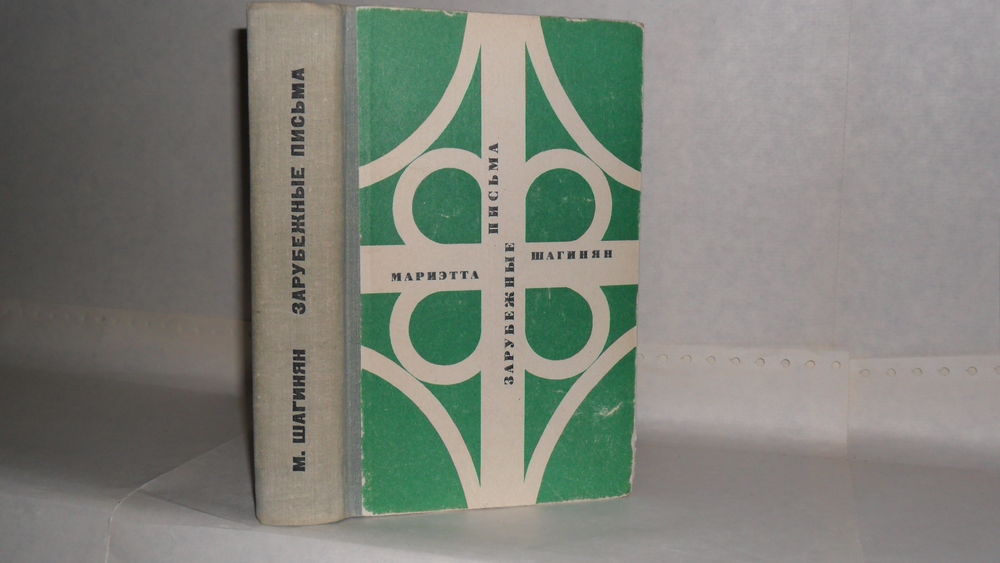 М. ШАГИНЯН ЗАРУБЕЖНЫЕ ПИСЬМА
МАРИЭТТА ШАГИНЯН
ЗАРУБЕЖНЫЕ ПИСЬМА